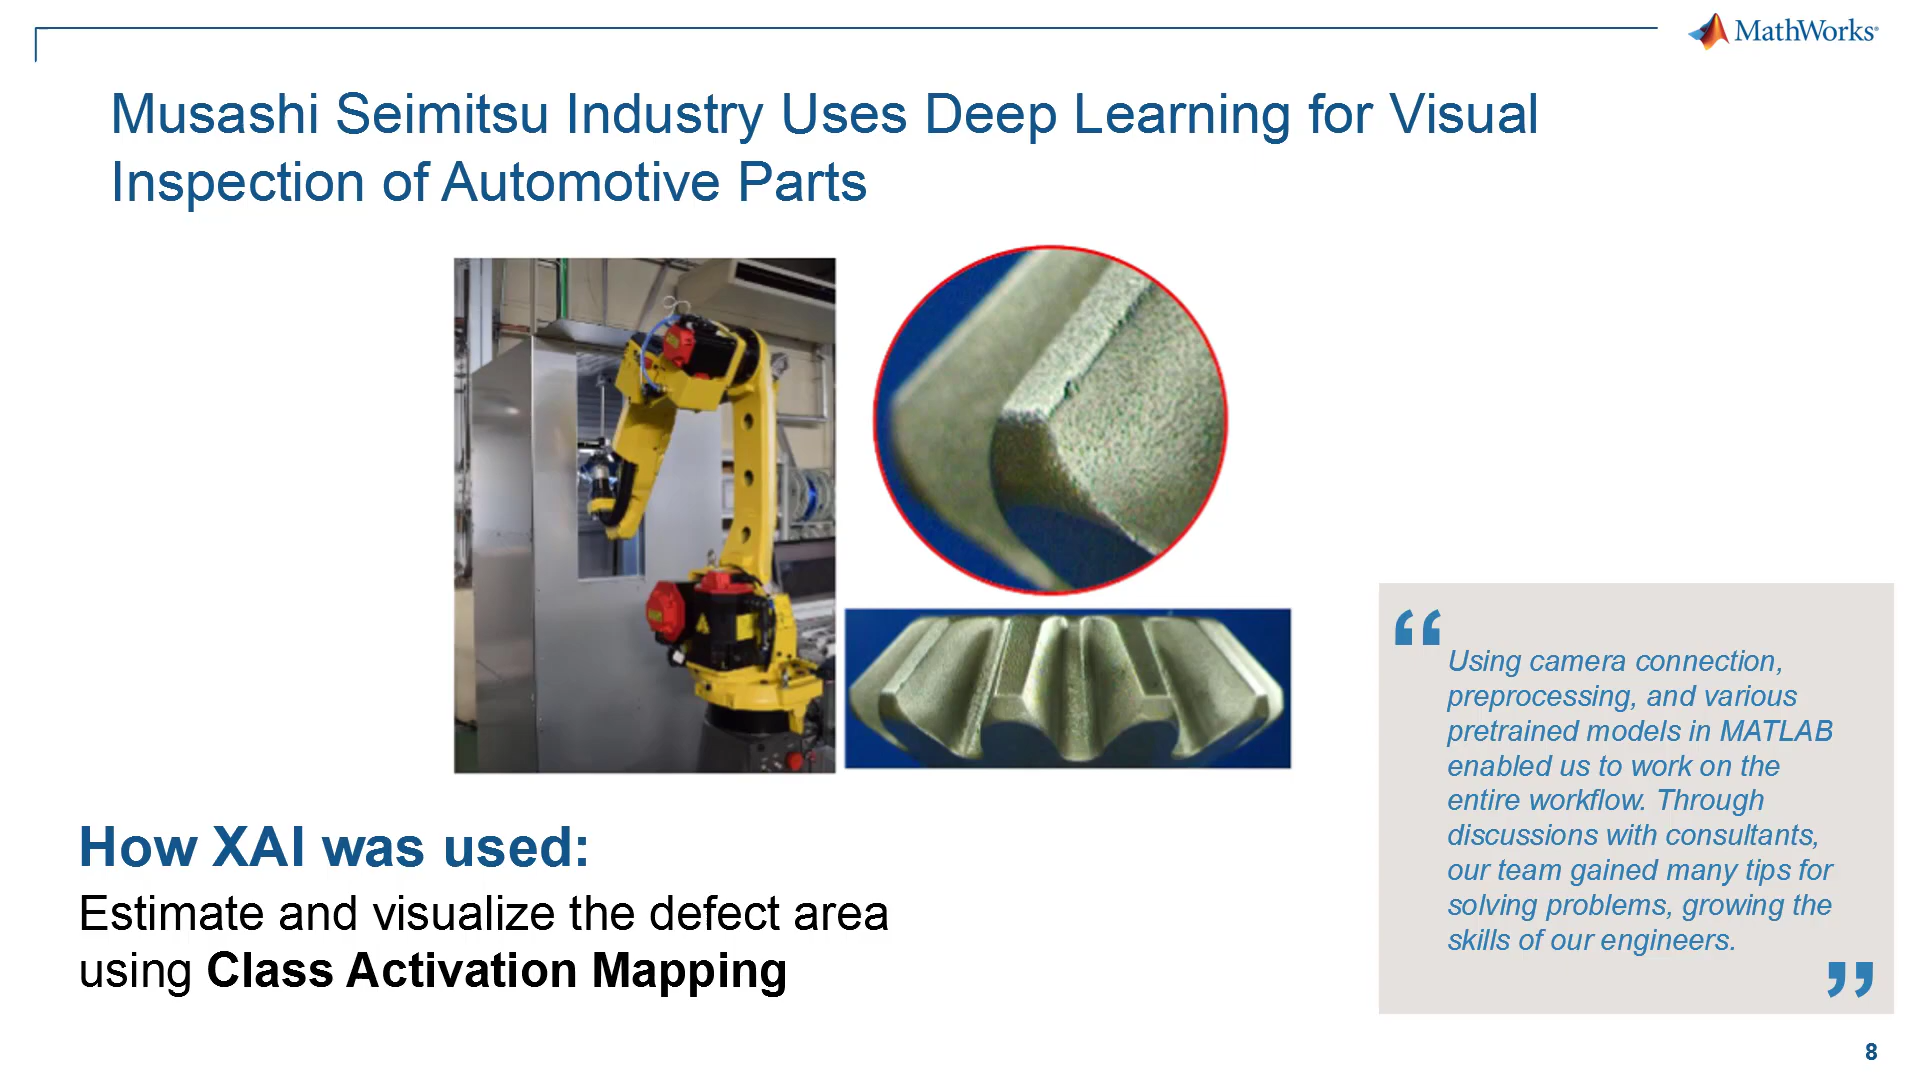 MathWorks
Musashi Seimitsu Industry Uses Deep Learning for Visual
Inspection of Automotive Parts
“
Using camera connection,
preprocessing, and various
pretrained models in MATLAB
enabled us to work on the
entire workflow. Through
discussions with consultants,
our team gained many tips for
solving problems, growing the
skills of our engineers.
”
How XAI was used:
Estimate and visualize the defect area
using Class Activation Mapping
8